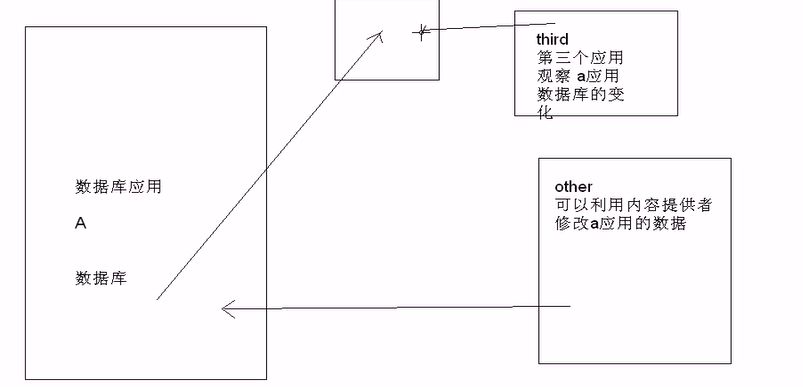 third
第三个应用
观察 a应用
数据库的变
化
数据库应用
A
数据库
other
可以利用内容提供者
修改a应用的数据